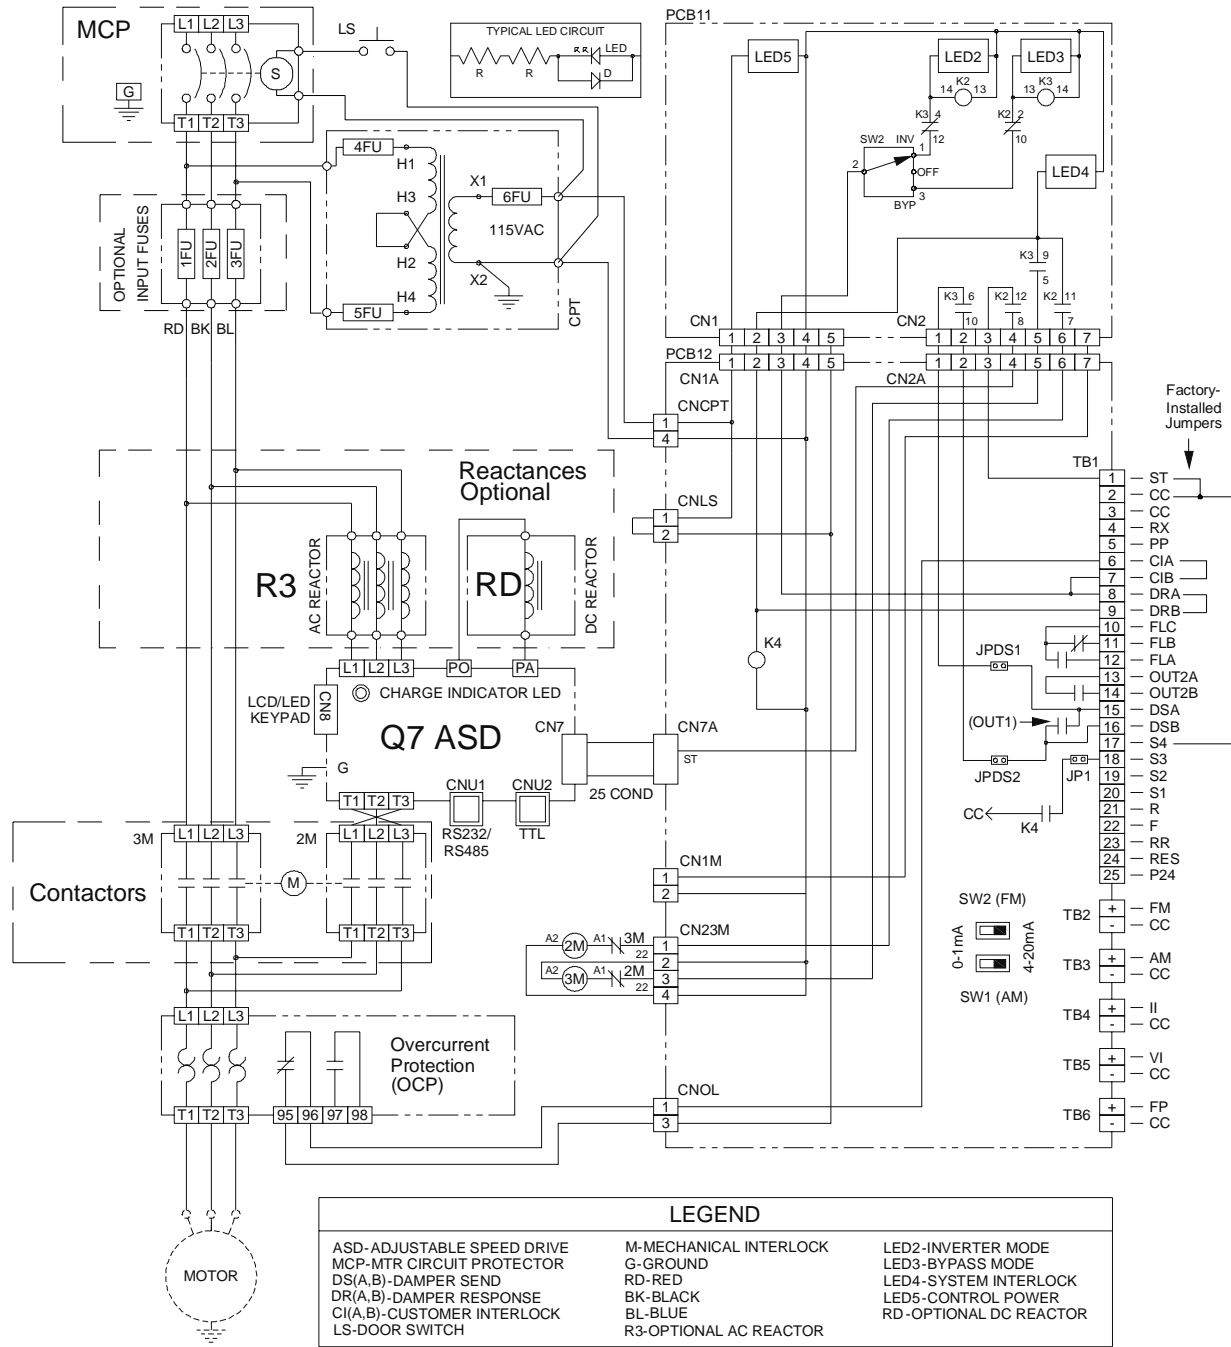 MCP
L1 L2 L3
S
G
T1 T2 T3
LS
TYPICAL LED CIRCUIT
LED
R R D
PCB11
LED5
LED2
LED3
K2
14 13
K3
13 14
K3 4
12
K2 2
10
SW2 INV
1
2
OFF
3
BYP
LED4
4FU
H1
H3
H2
H4
5FU
X1
6FU
115VAC
X2
CPT
OPTIONAL
INPUT FUSES
1FU
2FU
3FU
RD BK BL
K3 9
5
K3 6
10
K2 12
8
K2 11
7
CN1
1 2 3 4 5
CN2
1 2 3 4 5 6 7
PCB12
1 2 3 4 5
CN1A
1 2 3 4 5 6 7
CN2A
CNCPT
1
4
CNLS
1
2
Factory-
Installed
Jumpers
TB1
1 ST
2 CC
3 CC
4 RX
5 PP
6 CIA
7 CIB
8 DRA
9 DRB
10 FLC
11 FLB
12 FLA
13 OUT2A
14 OUT2B
15 DSA
16 DSB
17 S4
18 S3
19 S2
20 S1
21 R
22 F
23 RR
24 RES
25 P24
Reactances
Optional
R3
AC REACTOR
RD
DC REACTOR
L1 L2 L3
PO
PA
CHARGE INDICATOR LED
LCD/LED
KEYPAD
CN8
Q7 ASD
G
CN7
CN7A
ST
25 COND
T1 T2 T3
CNU1
RS232/
RS485
CNU2
TTL
K4
JPDS1
(OUT1)
JPDS2
JP1
CC
K4
Contactors
3M
L1 L2 L3
2M
L1 L2 L3
M
T1 T2 T3
T1 T2 T3
CN1M
1
2
CN23M
1
2
3
4
A2 2M A1 3M
22
A2 3M A1 2M
22
SW2 (FM)
0-1mA
4-20mA
SW1 (AM)
TB2 + FM
- CC
TB3 + AM
- CC
TB4 + II
- CC
TB5 + VI
- CC
TB6 + FP
- CC
L1 L2 L3
Overcurrent
Protection
(OCP)
T1 T2 T3
95 96 97 98
CNOL
1
3
MOTOR
LEGEND
ASD-ADJUSTABLE SPEED DRIVE
MCP-MTR CIRCUIT PROTECTOR
DS(A,B)-DAMPER SEND
DR(A,B)-DAMPER RESPONSE
CI(A,B)-CUSTOMER INTERLOCK
LS-DOOR SWITCH
M-MECHANICAL INTERLOCK
G-GROUND
RD-RED
BK-BLACK
BL-BLUE
R3-OPTIONAL AC REACTOR
LED2-INVERTER MODE
LED3-BYPASS MODE
LED4-SYSTEM INTERLOCK
LED5-CONTROL POWER
RD-OPTIONAL DC REACTOR